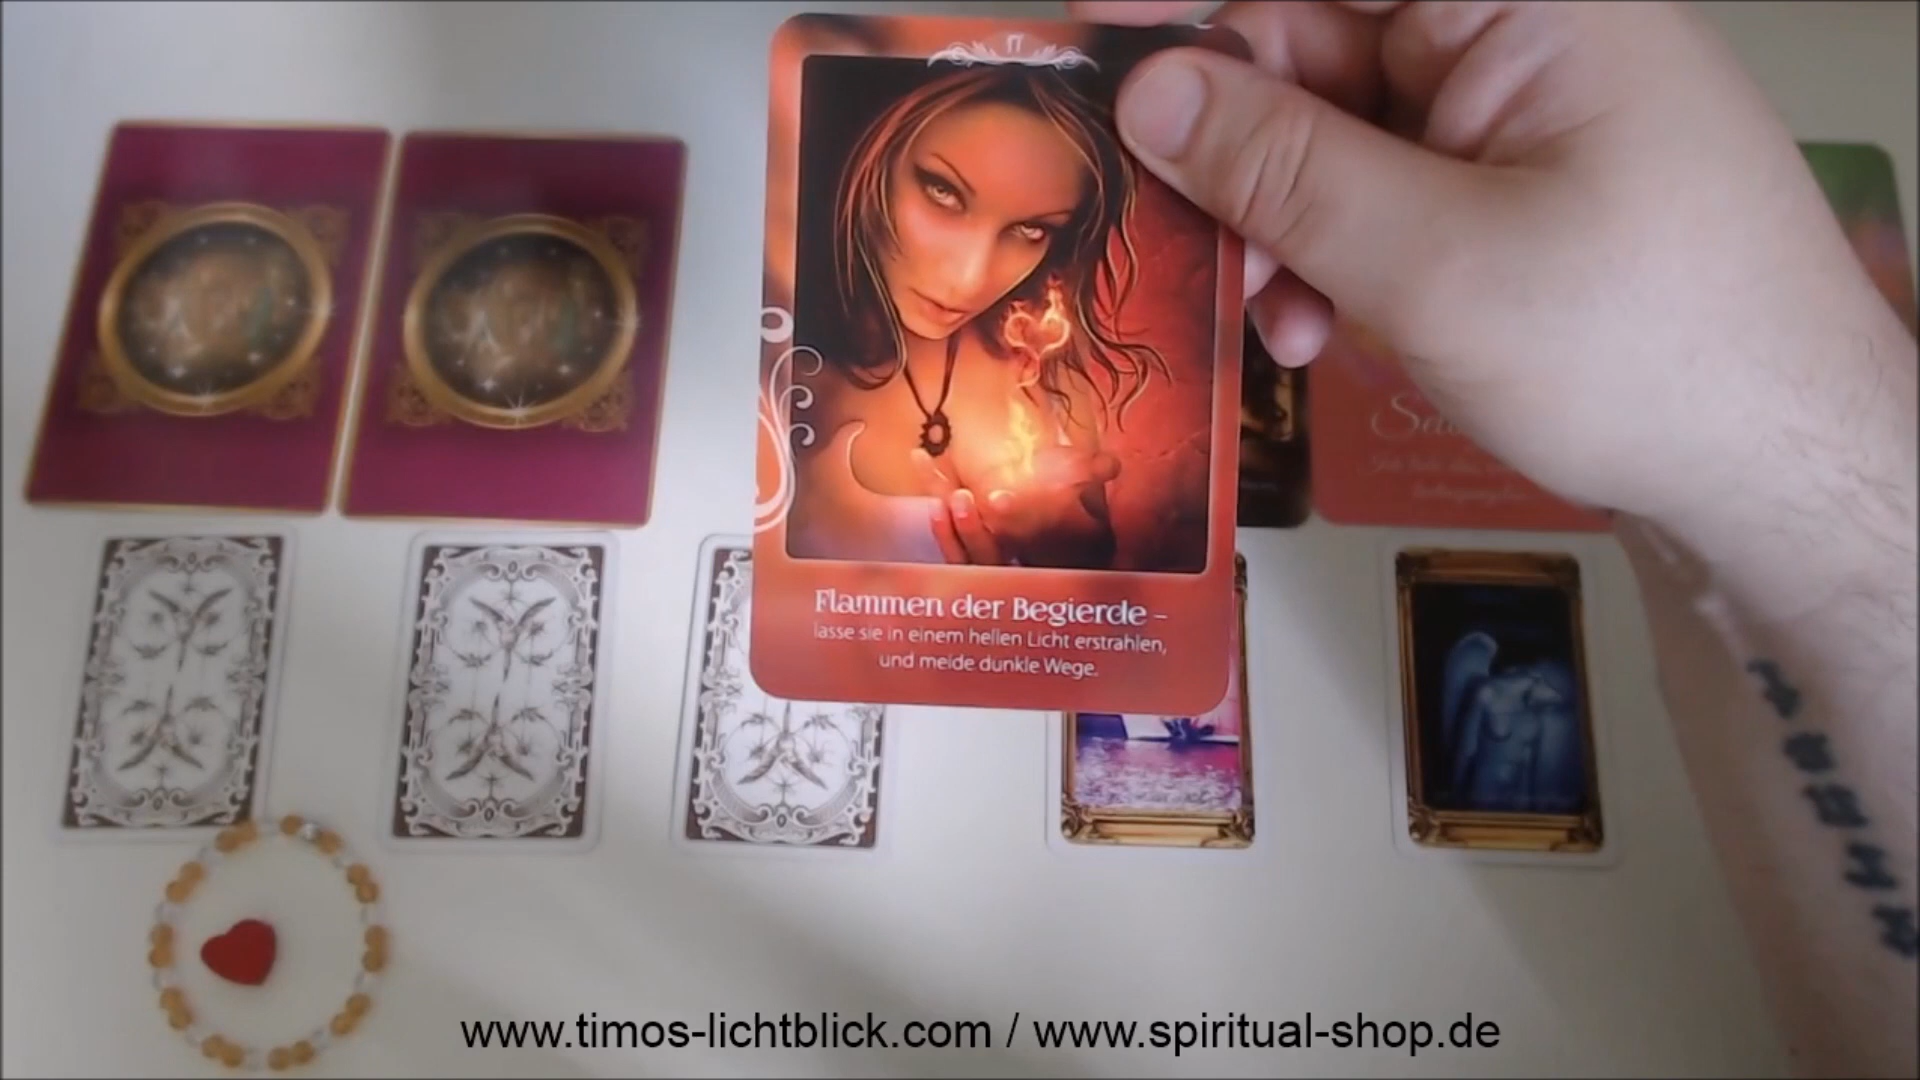 Flammen der Begierde –
lasse sie in einem hellen Licht erstrahlen,
und meide dunkle Wege.
www.timos-lichtblick.com / www.spiritual-shop.de